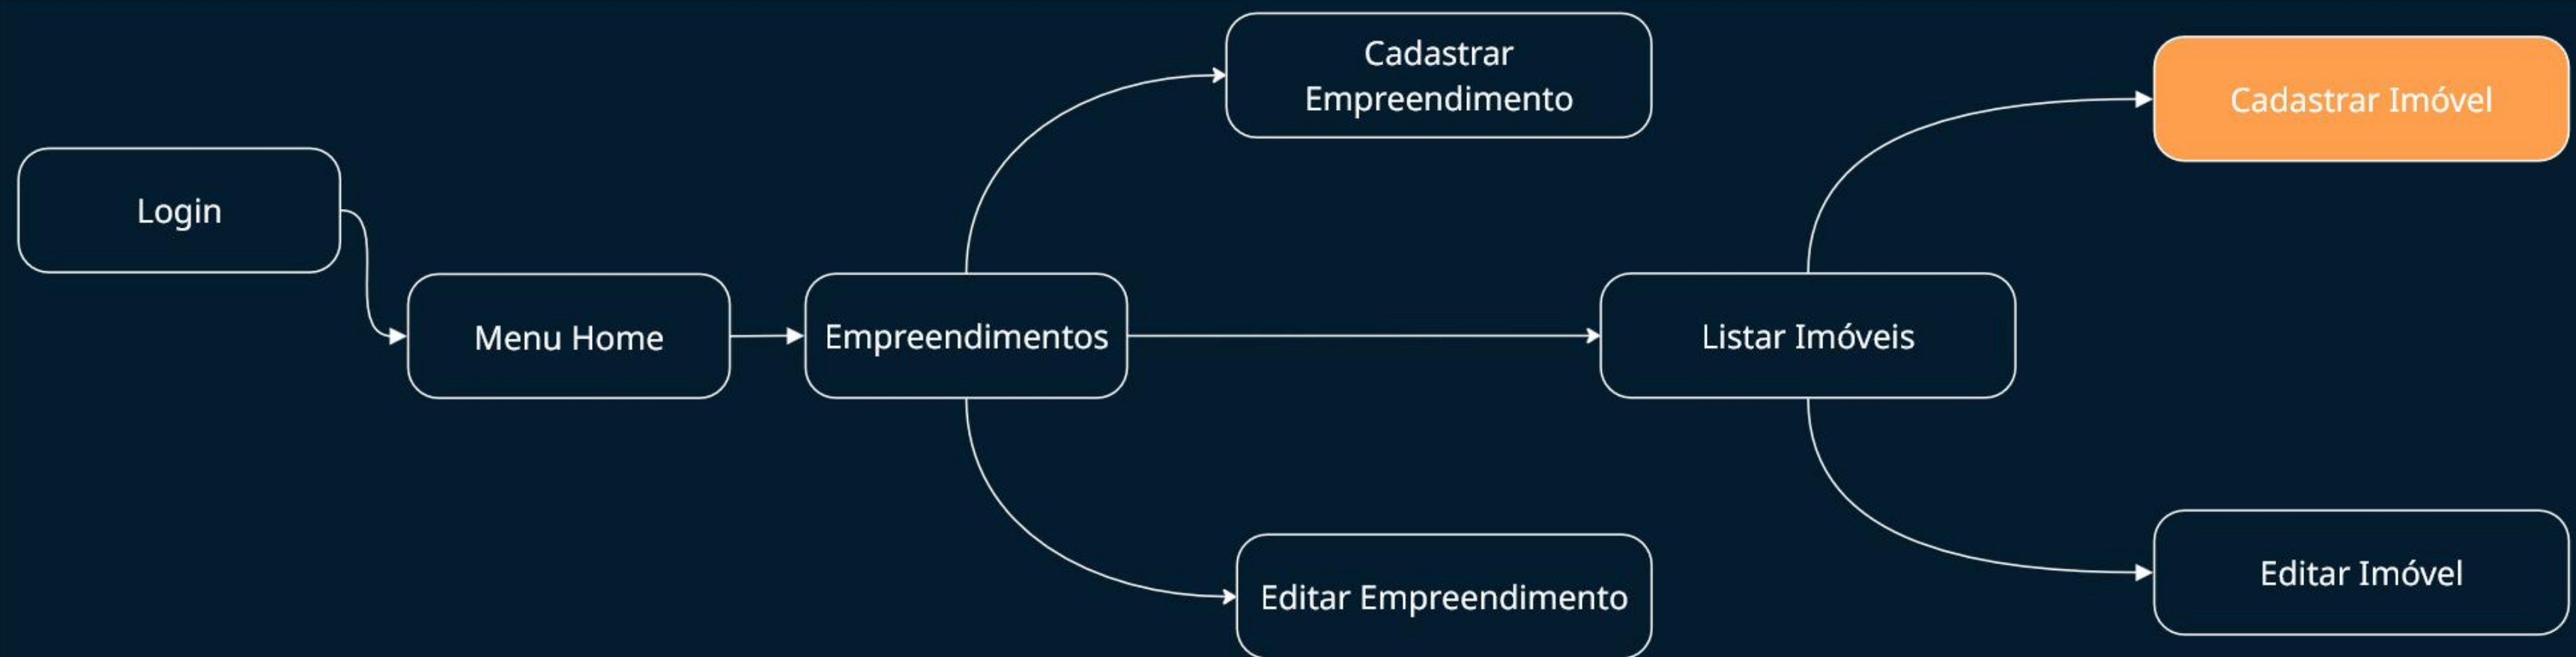 Login
Menu Home
Empreendimentos
Cadastrar
Empreendimento
Editar Empreendimento
Listar Imóveis
Cadastrar Imóvel
Editar Imóvel